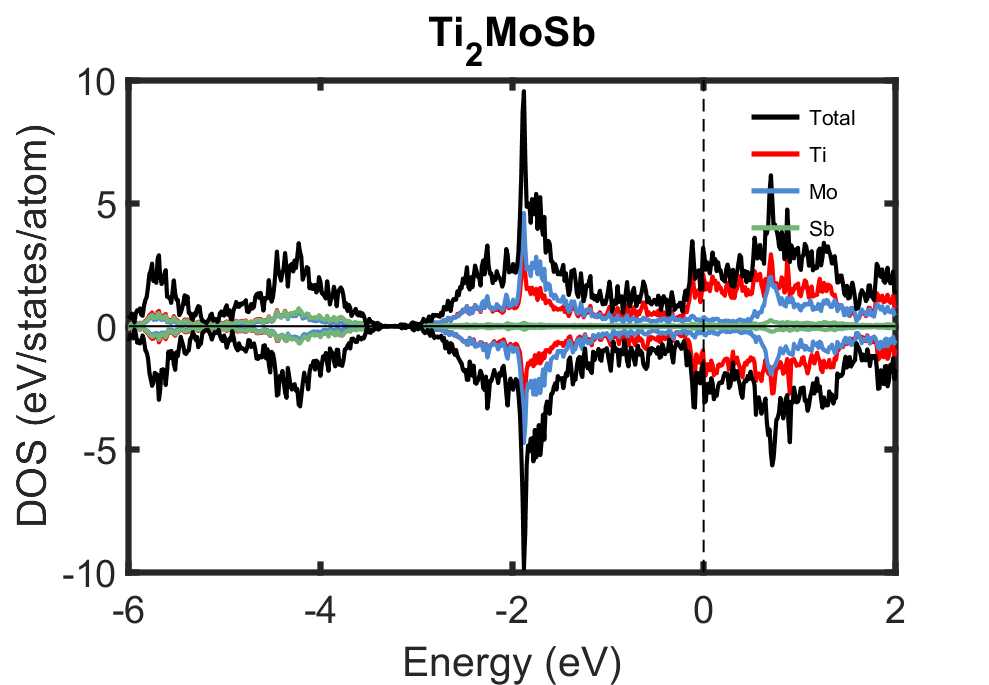 Ti2MoSb
10
5
0
-5
-10
DOS (eV/states/atom)
Total
Ti
Mo
Sb
-6 -4 -2 0 2
Energy (eV)